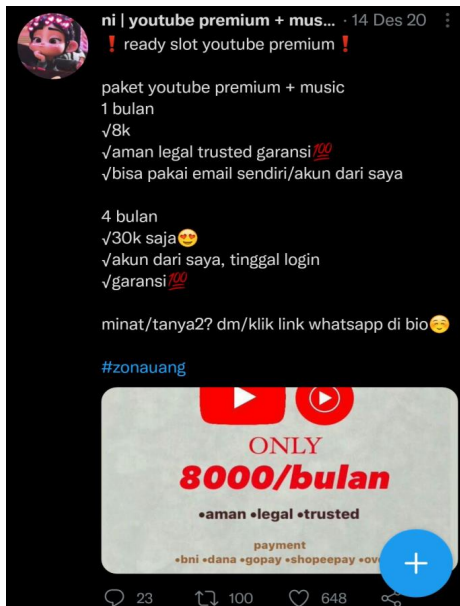 ni | youtube premium + mus... · 14 Des 20
❗ ready slot youtube premium ❗
paket youtube premium + music
1 bulan
√8k
√aman legal trusted garansi💯
√bisa pakai email sendiri/akun dari saya
4 bulan
√30k saja😍
√akun dari saya, tinggal login
√garansi💯
minat/tanya2? dm/klik link whatsapp di bio☺️
#zonauang
ONLY
8000/bulan
•aman •legal •trusted
payment
•bni •dana •gopay •shopeepay •ov
23 100 648